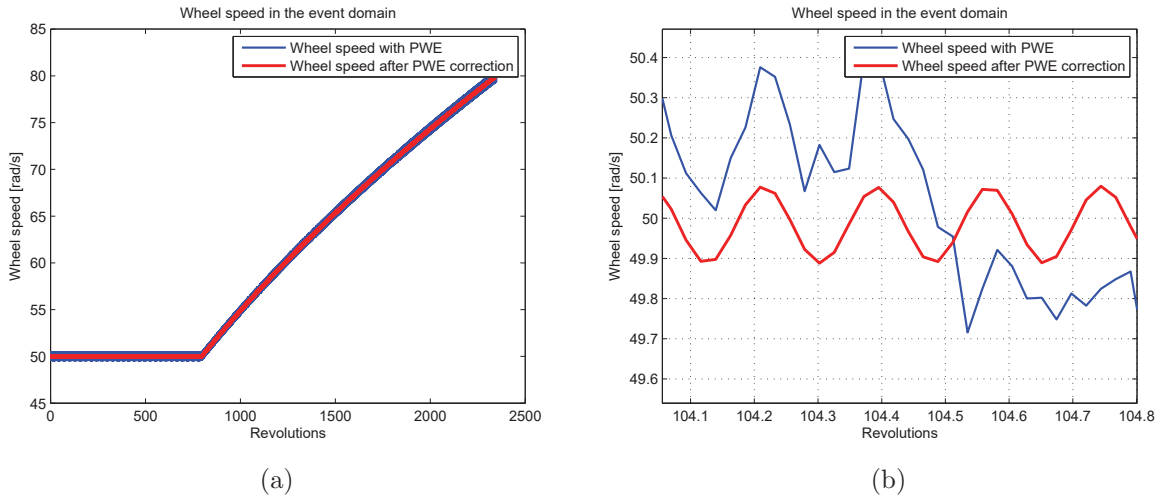 Wheel speed in the event domain
85
80
75
70
65
60
55
50
45
Wheel speed [rad/s]
Wheel speed with PWE
Wheel speed after PWE correction
0 500 1000 1500 2000 2500
Revolutions
(a)
Wheel speed in the event domain
50.4
50.3
50.2
50.1
50
49.9
49.8
49.7
49.6
Wheel speed [rad/s]
Wheel speed with PWE
Wheel speed after PWE correction
104.1 104.2 104.3 104.4 104.5 104.6 104.7 104.8
Revolutions
(b)